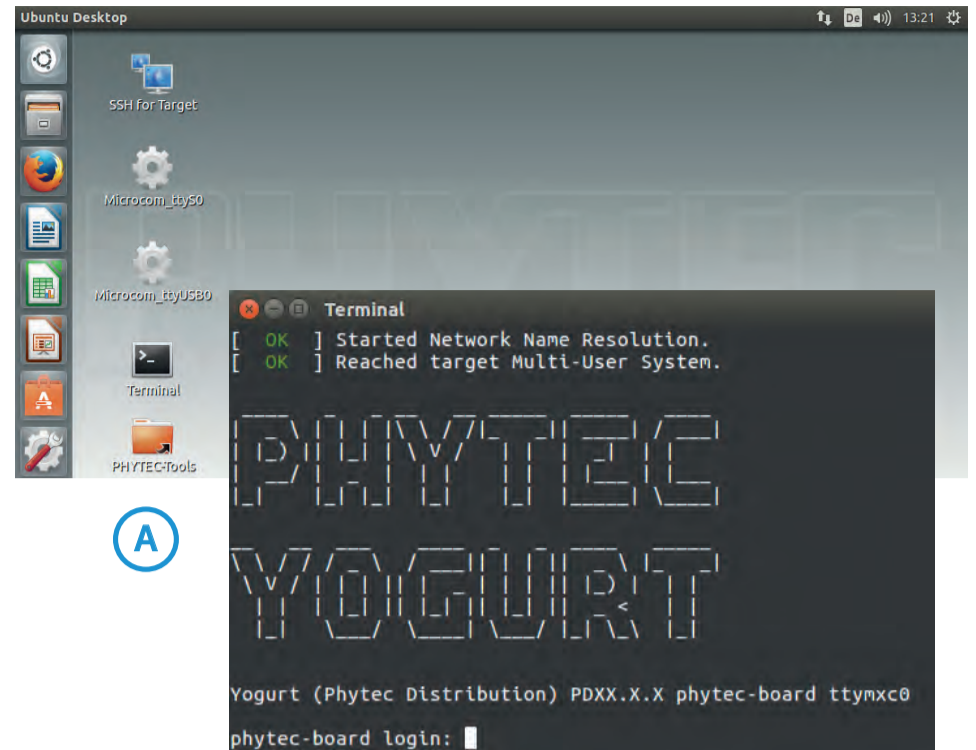 Ubuntu Desktop
De
13:21
SSH for Target
Microcom_ttyS0
Microcom_ttyUSB0
Terminal
PHYTEC-Tools
PHYTEC
A
Terminal
[  OK  ] Started Network Name Resolution.
[  OK  ] Reached target Multi-User System.
PHYTEC
YOGURT
Yogurt (Phytec Distribution) PDXX.X.X phytec-board ttymxc0
phytec-board login: